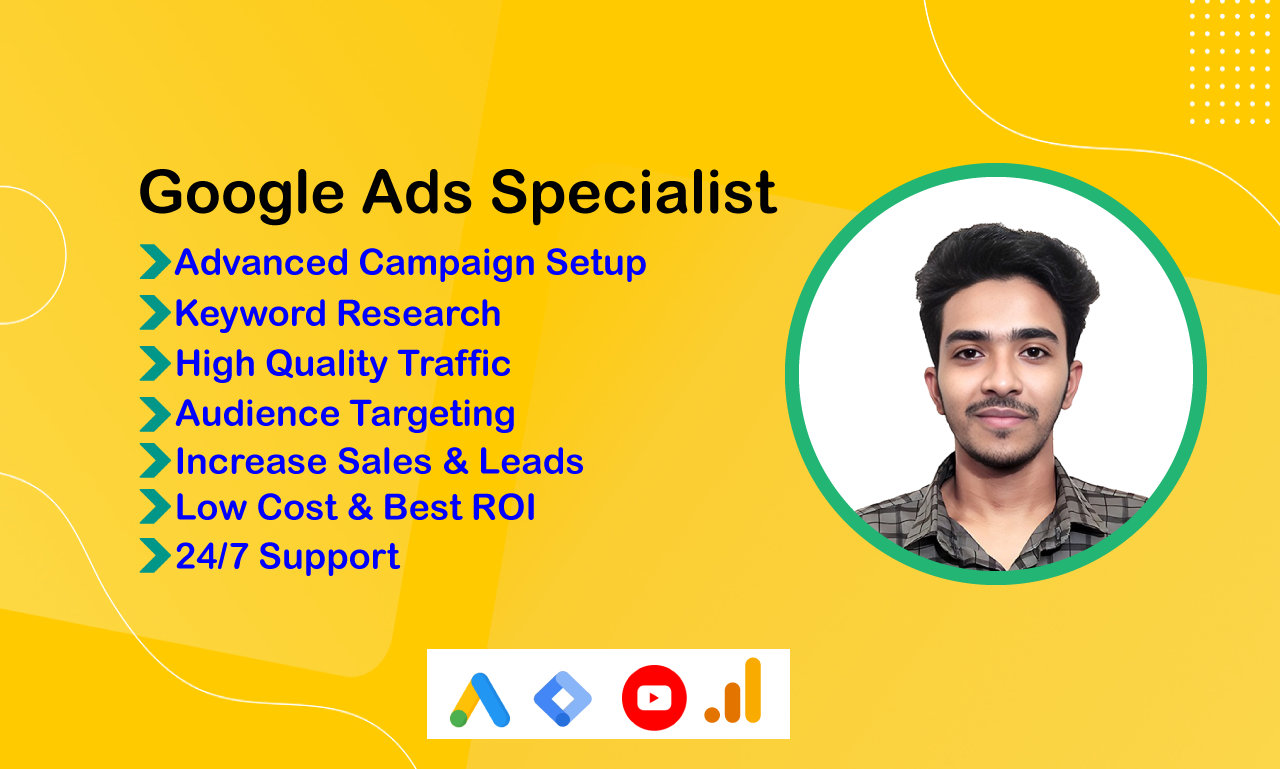 Google Ads Specialist
Advanced Campaign Setup
Keyword Research
High Quality Traffic
Audience Targeting
Increase Sales & Leads
Low Cost & Best ROI
24/7 Support